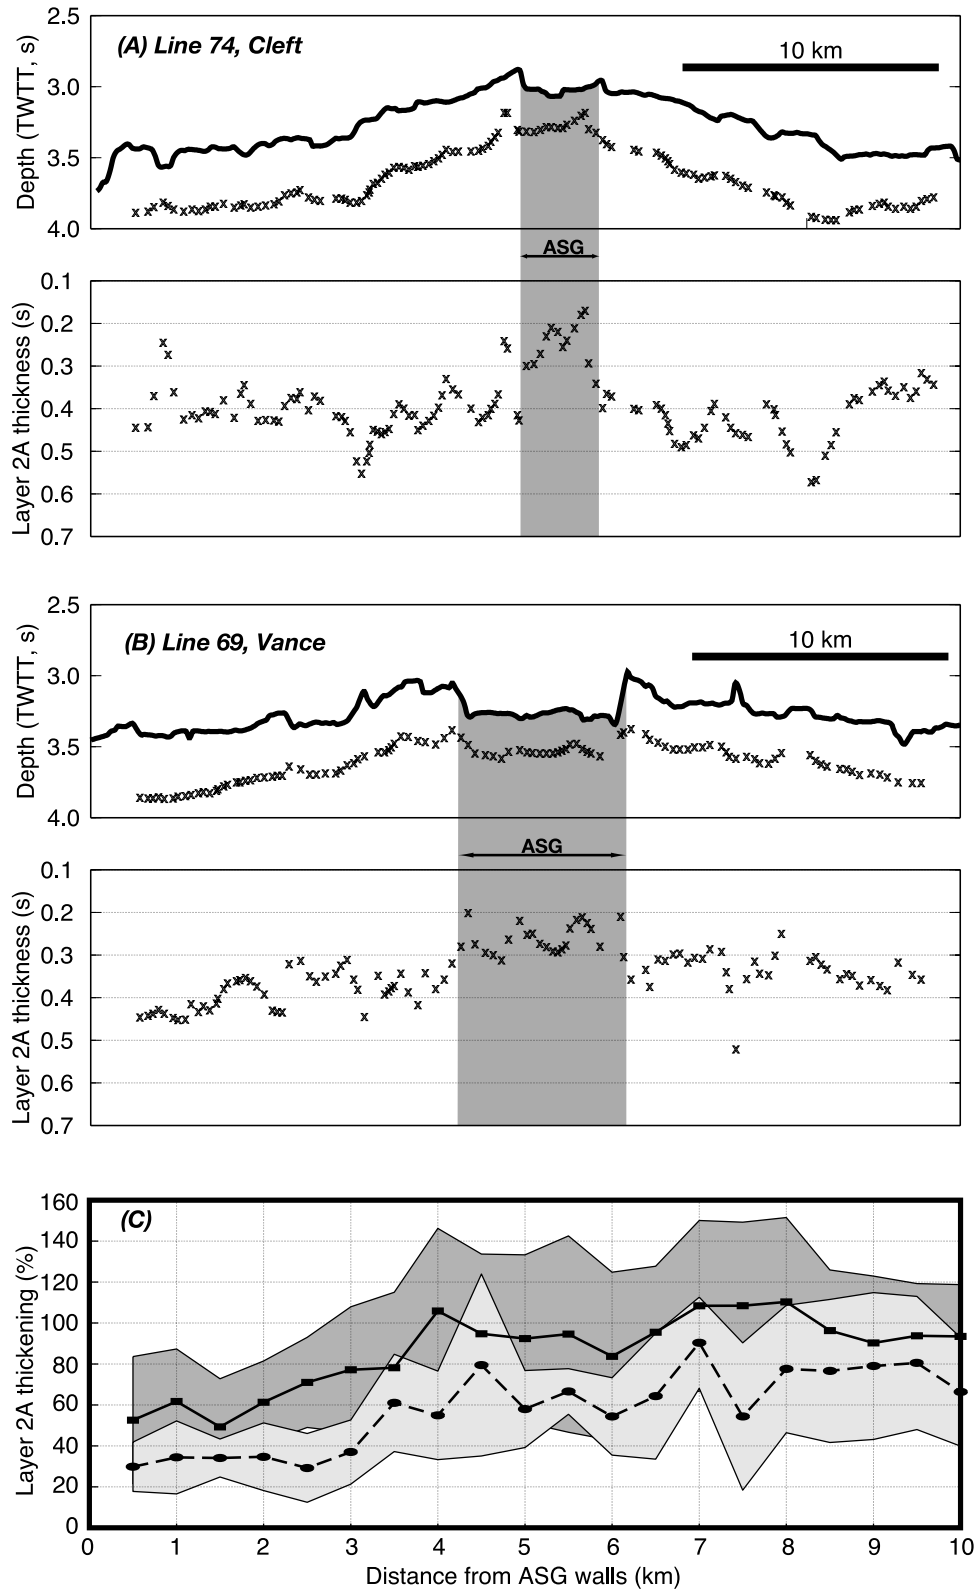 2.5
(A) Line 74, Cleft
10 km
3.0
3.5
4.0
Depth (TWTT, s)
ASG
0.1
0.2
0.3
0.4
0.5
0.6
0.7
Layer 2A thickness (s)
2.5
(B) Line 69, Vance
10 km
3.0
3.5
4.0
Depth (TWTT, s)
ASG
0.1
0.2
0.3
0.4
0.5
0.6
0.7
Layer 2A thickness (s)
160
(C)
140
120
100
80
60
40
20
0
Layer 2A thickening (%)
0 1 2 3 4 5 6 7 8 9 10
Distance from ASG walls (km)